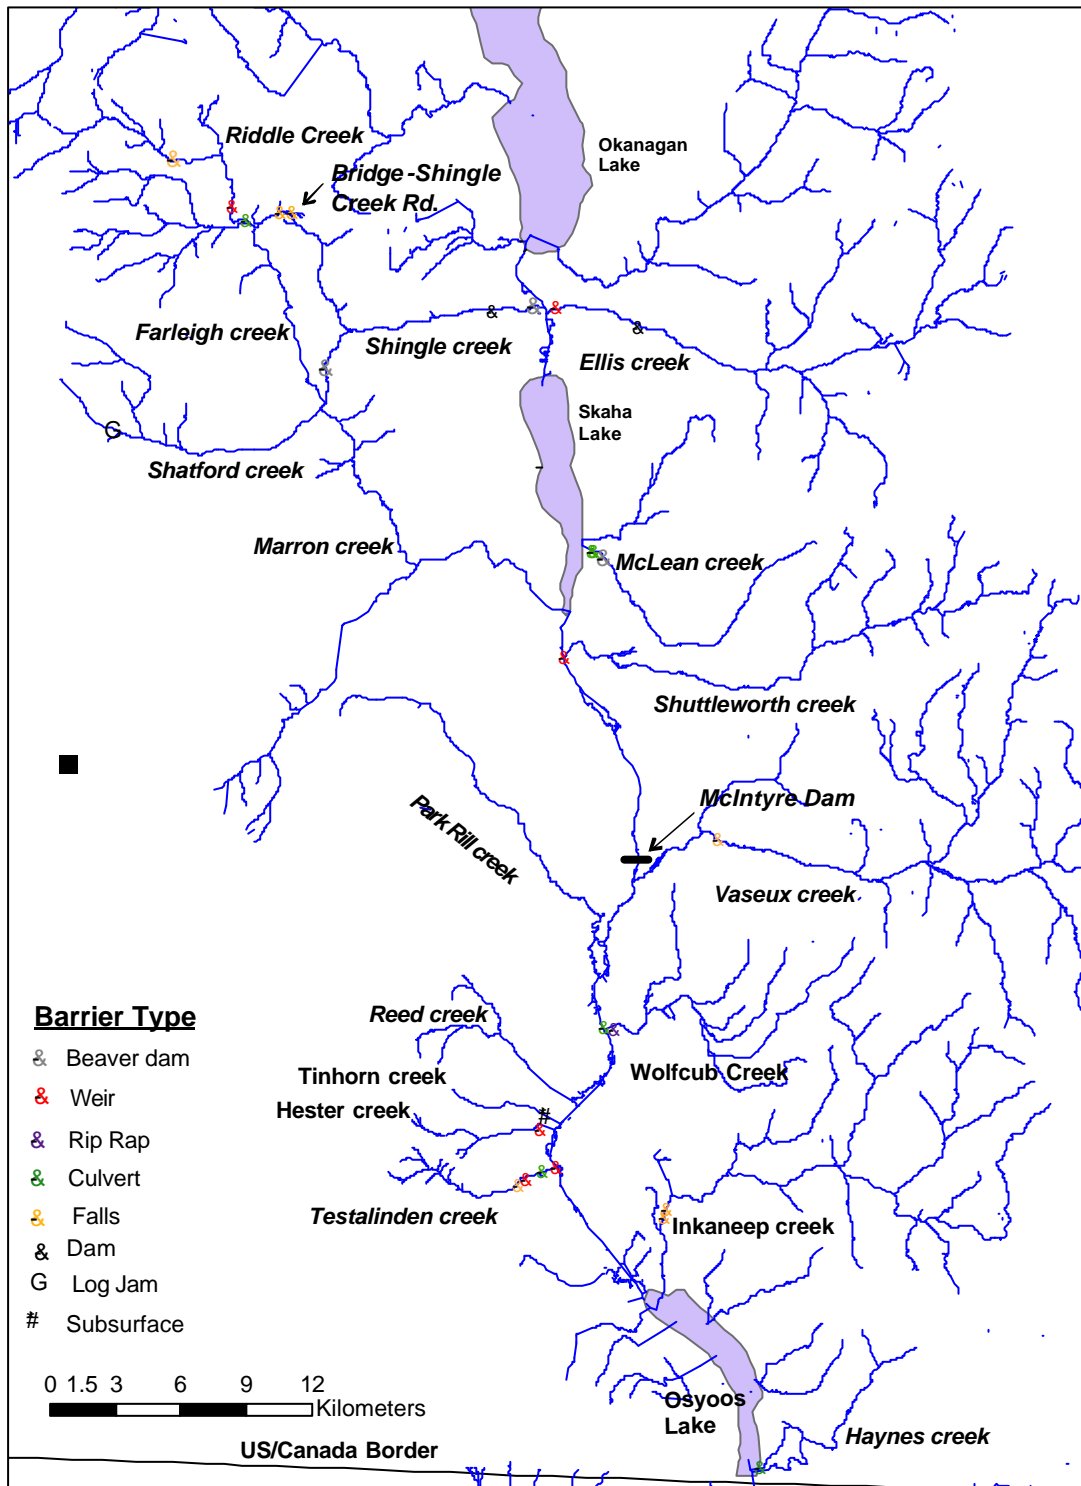 Riddle Creek
Okanagan
Lake
Bridge-Shingle
Creek Rd.
Farleigh creek
Shingle creek
Ellis creek
Skaha
Lake
G
Shatford creek
Marron creek
McLean creek
Shuttleworth creek
McIntyre Dam
Park Rill creek
Vaseux creek
Reed creek
Tinhorn creek
Wolfcub Creek
Hester creek
#
Testalinden creek
Inkaneep creek
Barrier Type
& Beaver dam
& Weir
& Rip Rap
& Culvert
& Falls
& Dam
G Log Jam
# Subsurface
0 1.5 3 6 9 12
Kilometers
Osyoos
Lake
Haynes creek
US/Canada Border